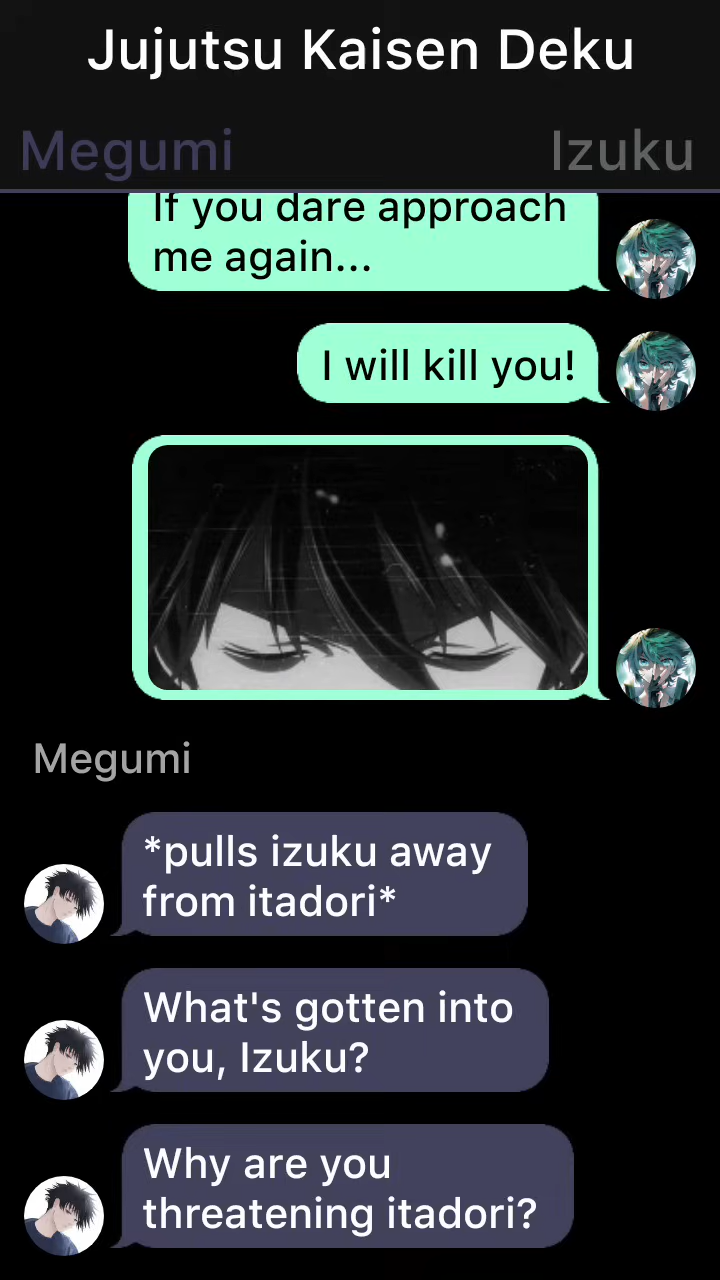 Jujutsu Kaisen Deku
Megumi
Izuku
If you dare approach
me again...
I will kill you!
Megumi
*pulls izuku away
from itadori*
What's gotten into
you, Izuku?
Why are you
threatening itadori?